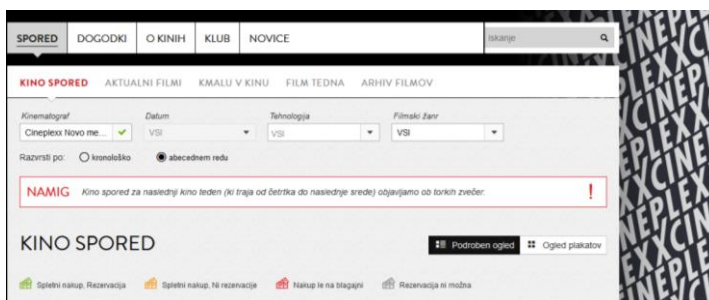 SPORED DOGODKI O KINIH KLUB NOVICE Iskanje
KINO SPORED AKTUALNI FILMI KMALU V KINU FILM TEDNA ARHIV FILMOV
Kinematograf Datum Tehnologija Filmski žanr
Cineplexx Novo me... VSI VSI VSI
Razvrsti po: kronološko abecednem redu
NAMIG Kino spored za naslednji kino teden (ki traja od četrtka do naslednje srede) objavljamo ob torkih zvečer. !
KINO SPORED Podroben ogled Ogled plakatov
Spletni nakup, Rezervacija Spletni nakup, Ni rezervacije Nakup le na blagajni Rezervacija ni možna